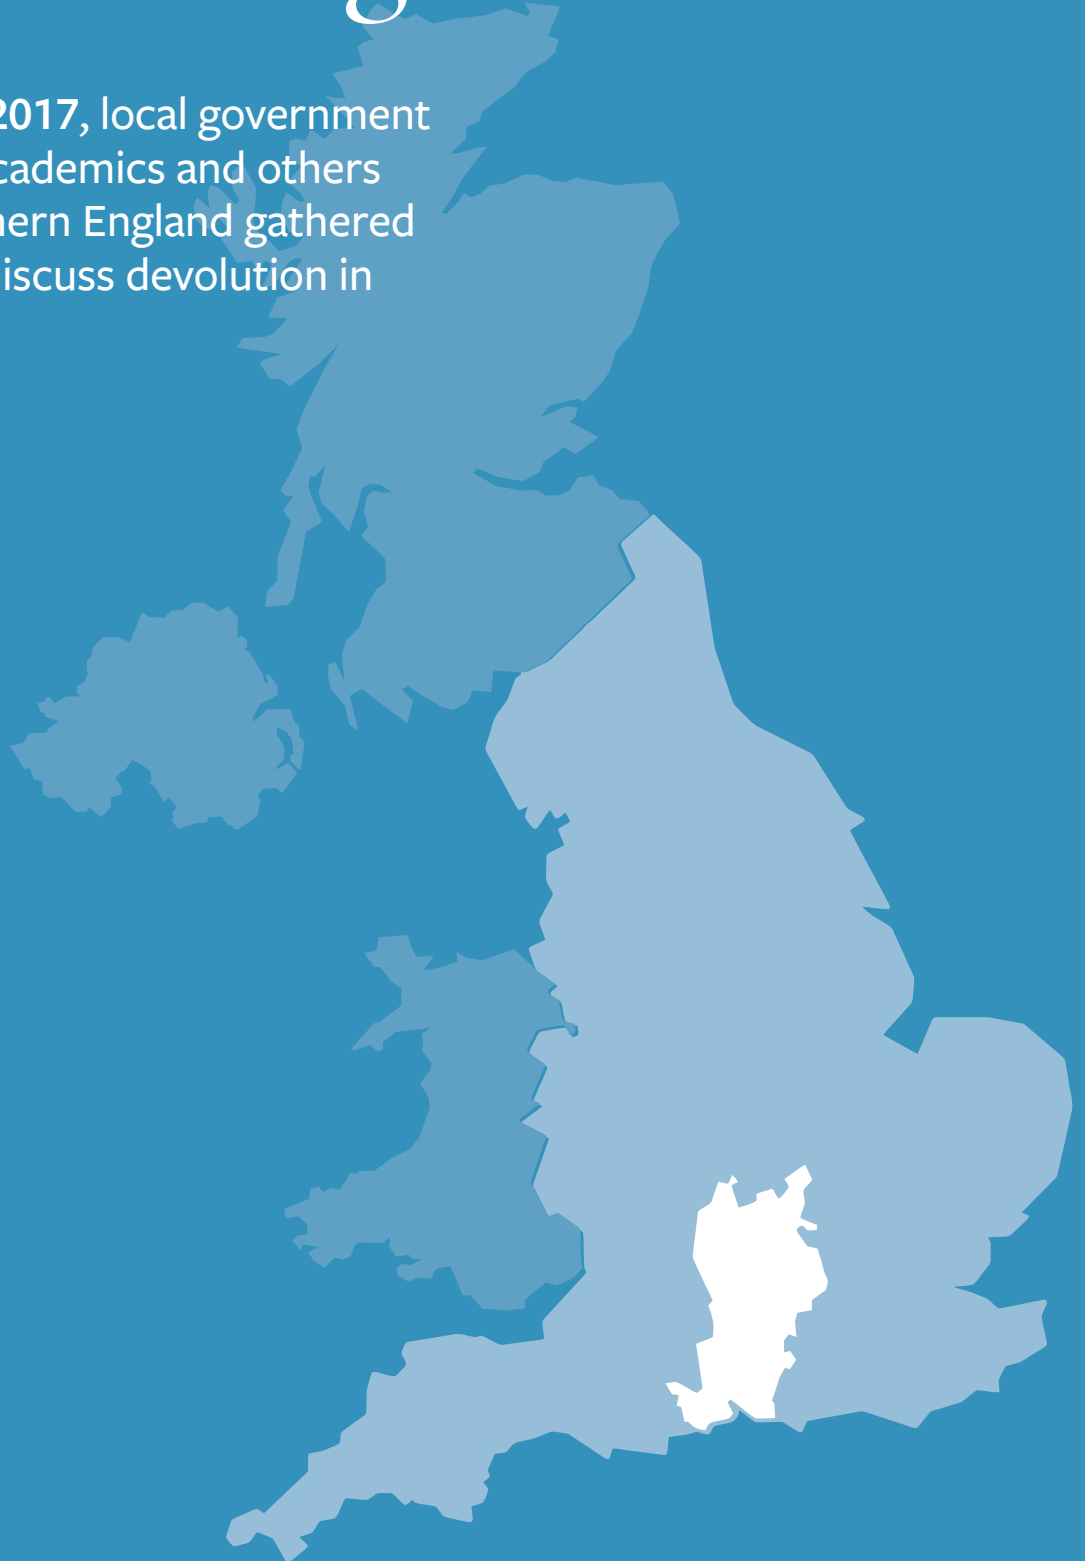 2017, local government
cademics and others
hern England gathered
iscuss devolution in